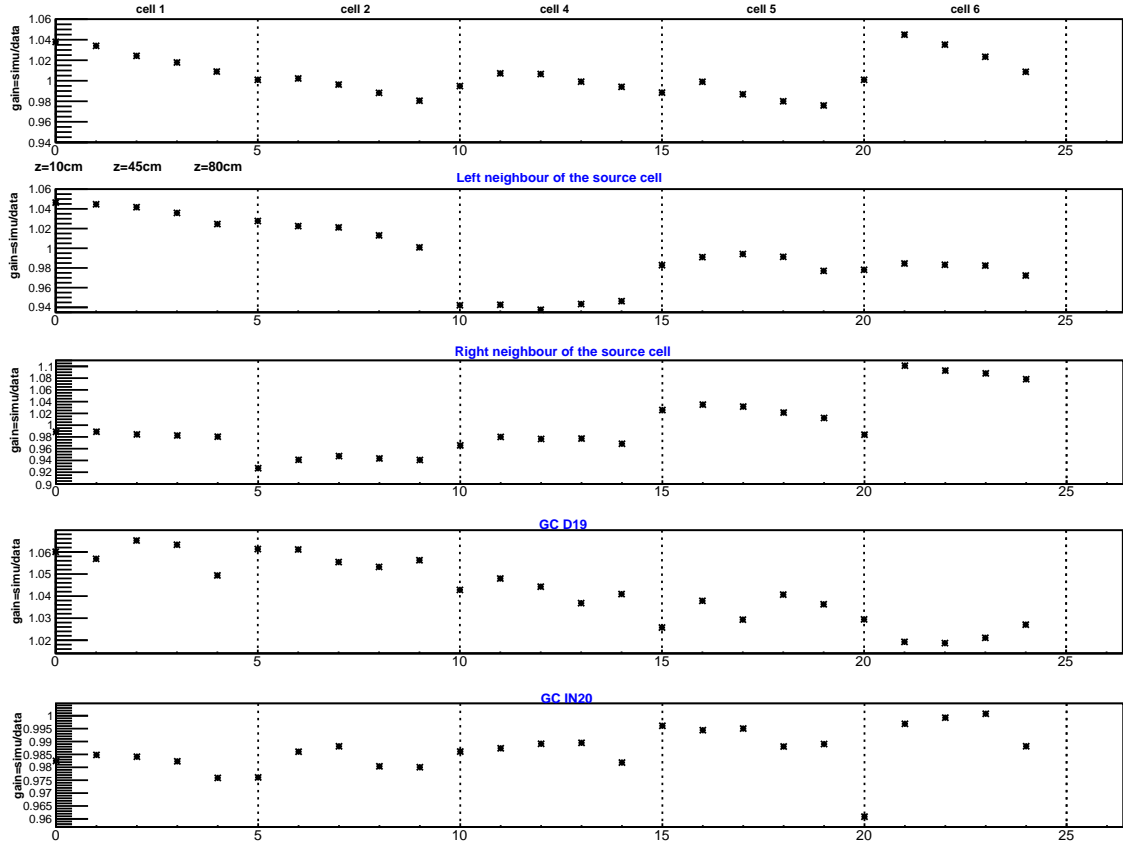 cell 1 cell 2 cell 4 cell 5 cell 6
gain=simu/data
1.06
1.04
1.02
1
0.98
0.96
0.94
0 5 10 15 20 25
z=10cm z=45cm z=80cm
Left neighbour of the source cell
gain=simu/data
1.06
1.04
1.02
1
0.98
0.96
0.94
0 5 10 15 20 25
Right neighbour of the source cell
gain=simu/data
1.1
1.08
1.06
1.04
1.02
1
0.98
0.96
0.94
0.92
0.9
0 5 10 15 20 25
GC D19
gain=simu/data
1.06
1.05
1.04
1.03
1.02
0 5 10 15 20 25
GC IN20
gain=simu/data
1
0.995
0.99
0.985
0.98
0.975
0.97
0.965
0.96
0 5 10 15 20 25